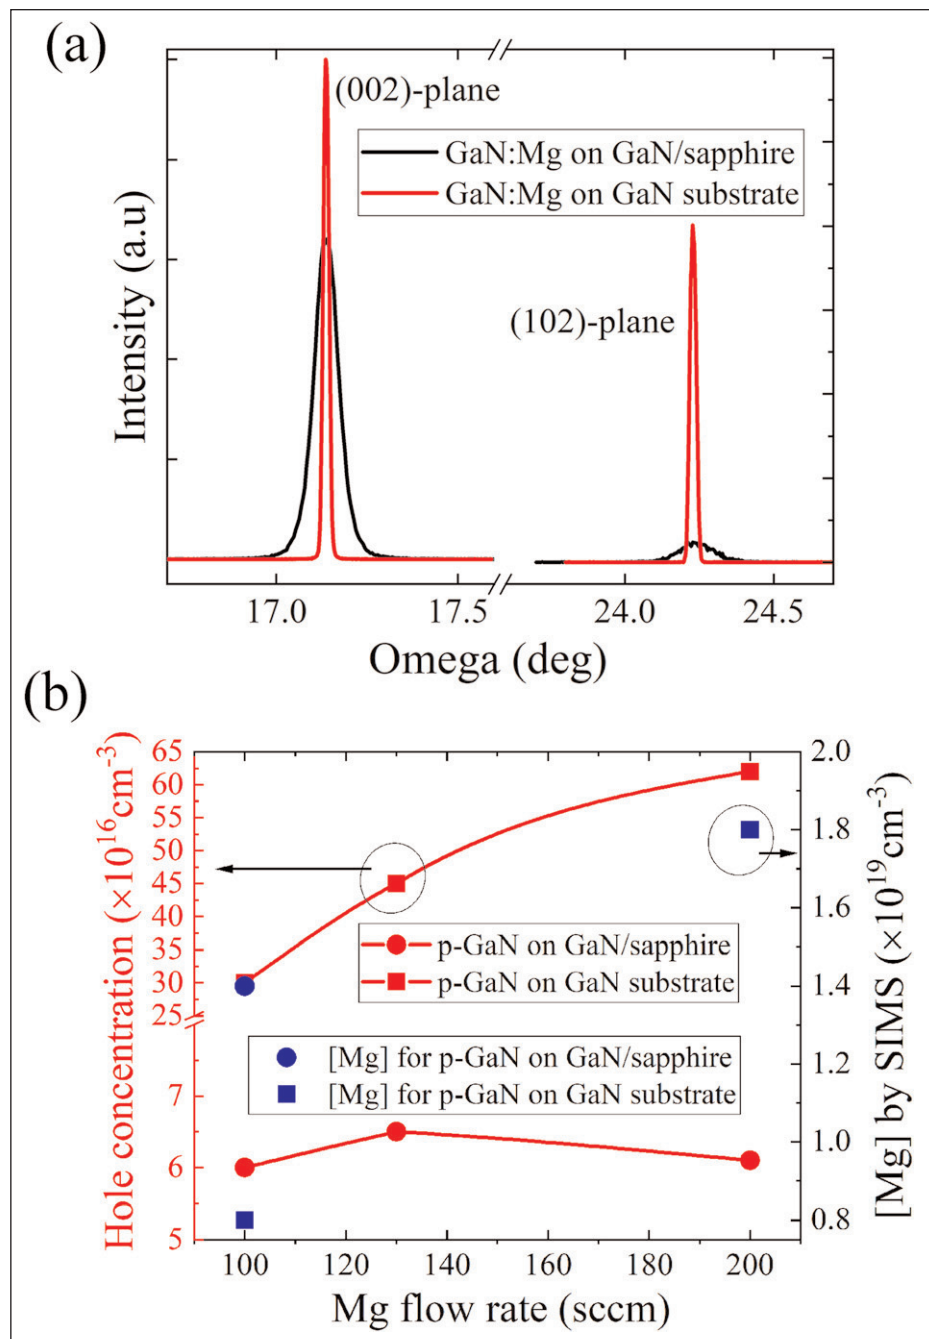 (a)
(002)-plane
GaN:Mg on GaN/sapphire
GaN:Mg on GaN substrate
(102)-plane
Intensity (a.u)
17.0 17.5 24.0 24.5
Omega (deg)
(b)
Hole concentration (×10¹⁶cm⁻³)
65
60
55
50
45
40
35
30
25
7
6
5
p-GaN on GaN/sapphire
p-GaN on GaN substrate
[Mg] for p-GaN on GaN/sapphire
[Mg] for p-GaN on GaN substrate
2.0
1.8
1.6
1.4
1.2
1.0
0.8
[Mg] by SIMS (×10¹⁹cm⁻³)
100 120 140 160 180 200
Mg flow rate (sccm)